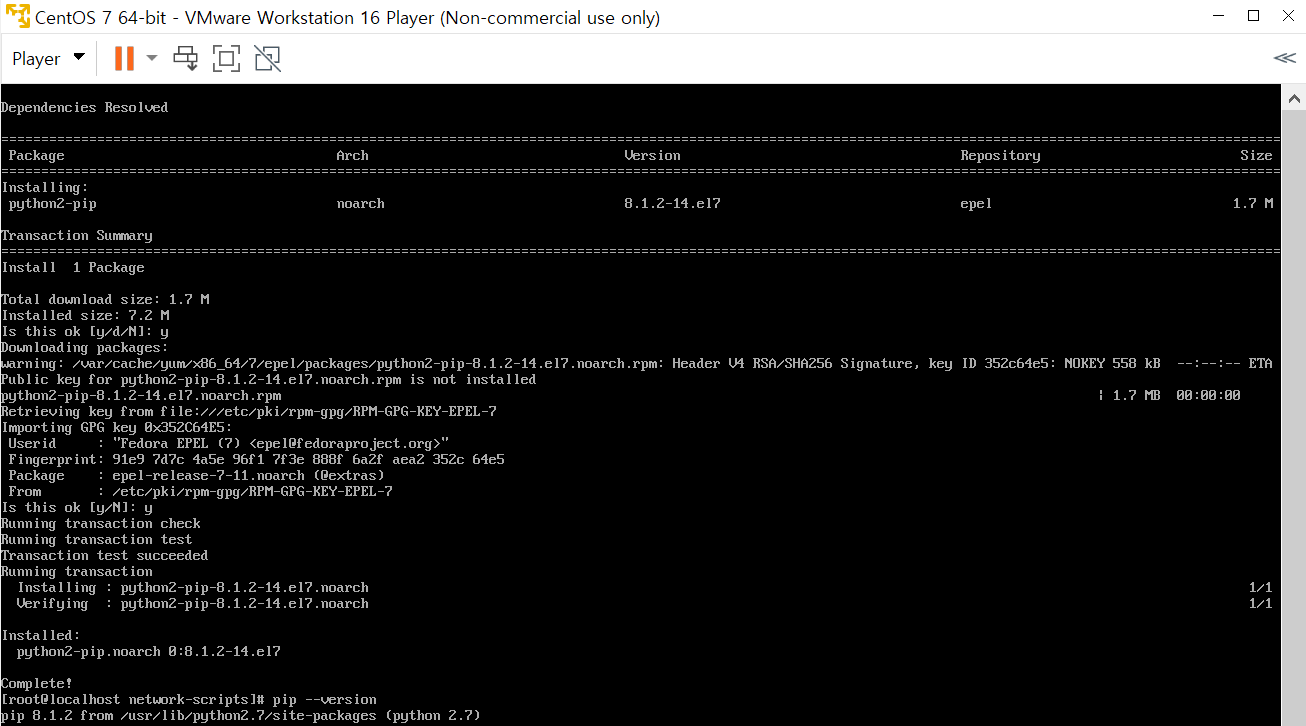 CentOS 7 64-bit - VMware Workstation 16 Player (Non-commercial use only)
Player
Dependencies Resolved
================================================================================
Package Arch Version Repository Size
================================================================================
Installing:
python2-pip noarch 8.1.2-14.el7 epel 1.7 M
Transaction Summary
================================================================================
Install  1 Package
Total download size: 1.7 M
Installed size: 7.2 M
Is this ok [y/d/N]: y
Downloading packages:
warning: /var/cache/yum/x86_64/7/epel/packages/python2-pip-8.1.2-14.el7.noarch.rpm: Header V4 RSA/SHA256 Signature, key ID 352c64e5: NOKEY 558 kB  --:--:-- ETA
Public key for python2-pip-8.1.2-14.el7.noarch.rpm is not installed
python2-pip-8.1.2-14.el7.noarch.rpm | 1.7 MB  00:00:00
Retrieving key from file:///etc/pki/rpm-gpg/RPM-GPG-KEY-EPEL-7
Importing GPG key 0x352C64E5:
Userid     : "Fedora EPEL (7) <epel@fedoraproject.org>"
Fingerprint: 91e9 7d7c 4a5e 96f1 7f3e 888f 6a2f aea2 352c 64e5
Package    : epel-release-7-11.noarch (@extras)
From       : /etc/pki/rpm-gpg/RPM-GPG-KEY-EPEL-7
Is this ok [y/N]: y
Running transaction check
Running transaction test
Transaction test succeeded
Running transaction
Installing : python2-pip-8.1.2-14.el7.noarch 1/1
Verifying  : python2-pip-8.1.2-14.el7.noarch 1/1
Installed:
python2-pip.noarch 0:8.1.2-14.el7
Complete!
[root@localhost network-scripts]# pip --version
pip 8.1.2 from /usr/lib/python2.7/site-packages (python 2.7)